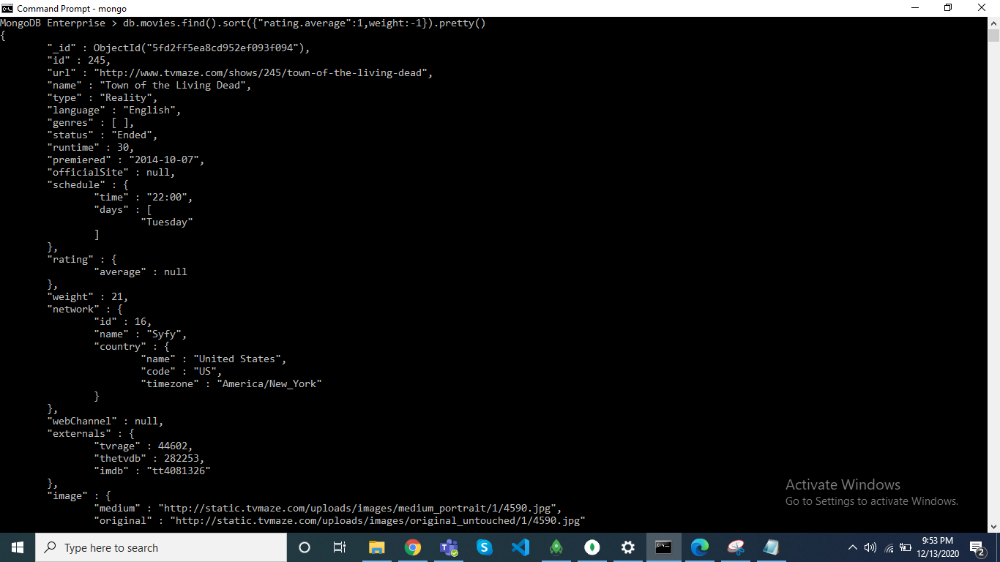 Command Prompt - mongo
MongoDB Enterprise > db.movies.find().sort({"rating.average":1,weight:-1}).pretty()
{
        "_id" : ObjectId("5fd2ff5ea8cd952ef093f094"),
        "id" : 245,
        "url" : "http://www.tvmaze.com/shows/245/town-of-the-living-dead",
        "name" : "Town of the Living Dead",
        "type" : "Reality",
        "language" : "English",
        "genres" : [ ],
        "status" : "Ended",
        "runtime" : 30,
        "premiered" : "2014-10-07",
        "officialSite" : null,
        "schedule" : {
                "time" : "22:00",
                "days" : [
                        "Tuesday"
                ]
        },
        "rating" : {
                "average" : null
        },
        "weight" : 21,
        "network" : {
                "id" : 16,
                "name" : "Syfy",
                "country" : {
                        "name" : "United States",
                        "code" : "US",
                        "timezone" : "America/New_York"
                }
        },
        "webChannel" : null,
        "externals" : {
                "tvrage" : 44602,
                "thetvdb" : 282253,
                "imdb" : "tt4081326"
        },
        "image" : {
                "medium" : "http://static.tvmaze.com/uploads/images/medium_portrait/1/4590.jpg",
                "original" : "http://static.tvmaze.com/uploads/images/original_untouched/1/4590.jpg"
Activate Windows
Go to Settings to activate Windows.
Type here to search
9:53 PM
12/13/2020
2